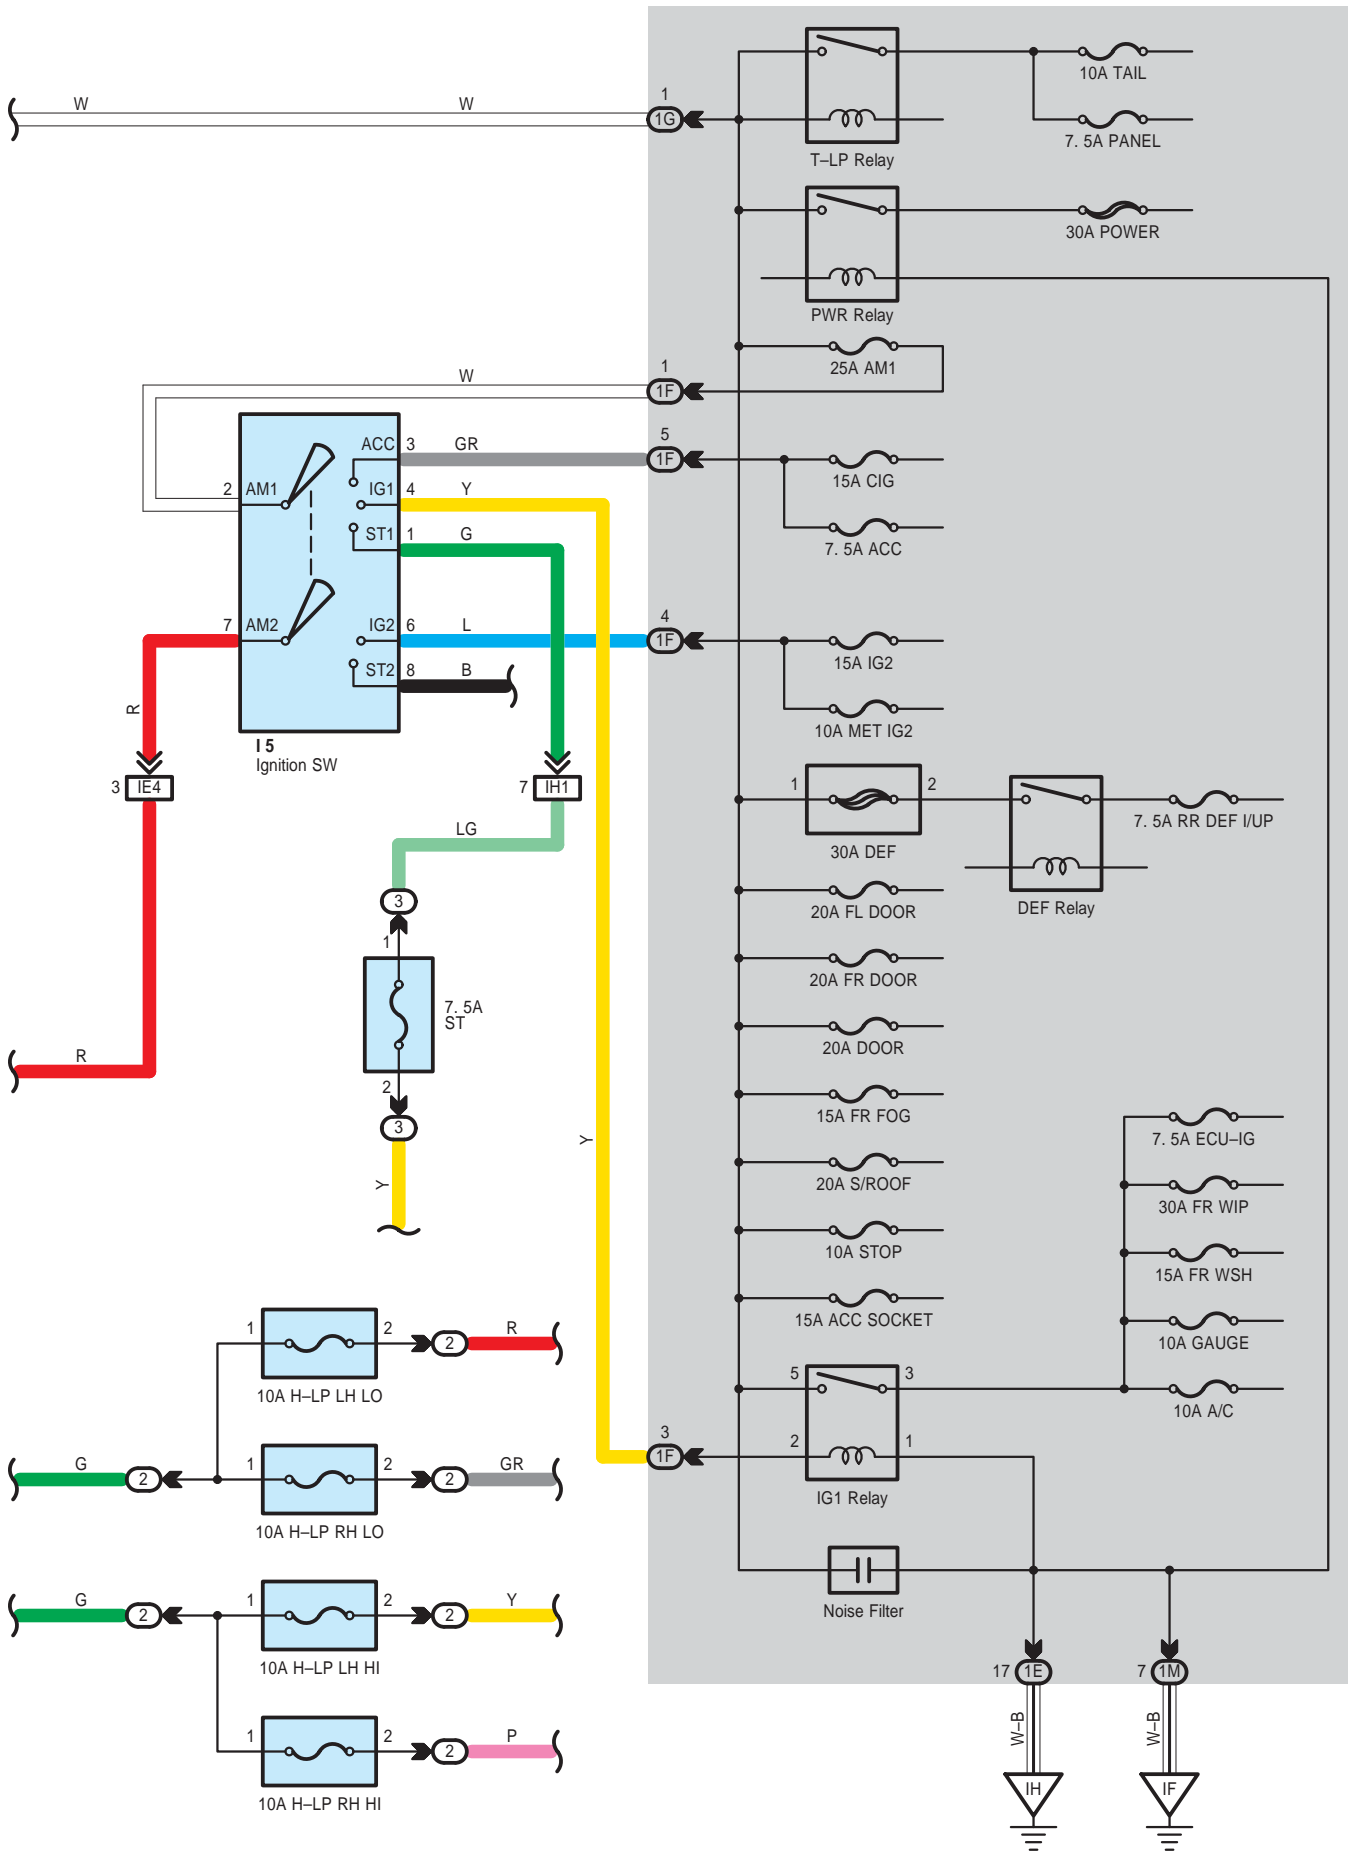 10A TAIL
W
W
1
1G
7. 5A PANEL
T–LP Relay
30A POWER
PWR Relay
25A AM1
W
1
1F
ACC
3
GR
5
1F
15A CIG
2
AM1
IG1
4
Y
ST1
1
G
7. 5A ACC
7
AM2
IG2
6
L
4
1F
15A IG2
ST2
8
B
10A MET IG2
R
I 5
Ignition SW
3
IE4
7
IH1
1
2
30A DEF
7. 5A RR DEF I/UP
DEF Relay
LG
3
1
7. 5A
ST
2
3
Y
R
20A FL DOOR
20A FR DOOR
20A DOOR
15A FR FOG
20A S/ROOF
10A STOP
15A ACC SOCKET
Y
7. 5A ECU–IG
30A FR WIP
15A FR WSH
10A GAUGE
10A A/C
5
3
2
1
IG1 Relay
3
1F
Noise Filter
1
2
2
R
10A H–LP LH LO
G
2
1
2
2
GR
10A H–LP RH LO
G
2
1
2
2
Y
10A H–LP LH HI
1
2
2
P
10A H–LP RH HI
17
1E
7
1M
W–B
W–B
IH
IF